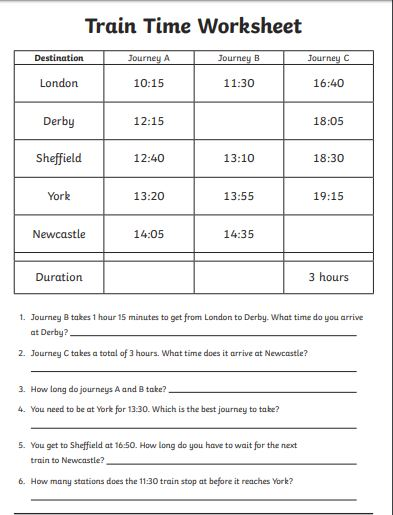 Train Time Worksheet
Destination Journey A Journey B Journey C
London 10:15 11:30 16:40
Derby 12:15 18:05
Sheffield 12:40 13:10 18:30
York 13:20 13:55 19:15
Newcastle 14:05 14:35
Duration 3 hours
1. Journey B takes 1 hour 15 minutes to get from London to Derby. What time do you arrive
at Derby?
2. Journey C takes a total of 3 hours. What time does it arrive at Newcastle?
3. How long do journeys A and B take?
4. You need to be at York for 13:30. Which is the best journey to take?
5. You get to Sheffield at 16:50. How long do you have to wait for the next
train to Newcastle?
6. How many stations does the 11:30 train stop at before it reaches York?